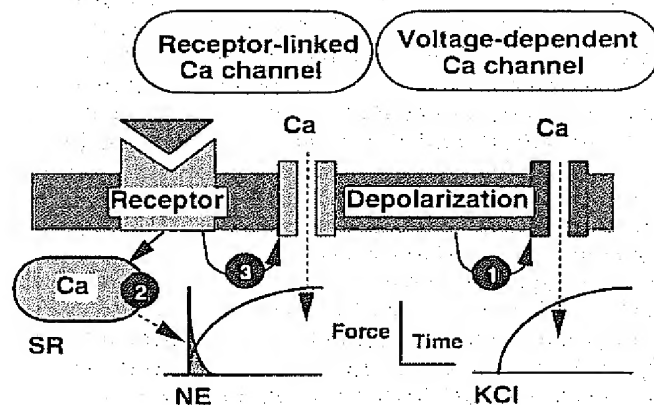 Receptor-linked
Ca channel
Voltage-dependent
Ca channel
Ca
Ca
Receptor
Depolarization
Ca
2
3
1
SR
Force
Time
NE
KCl